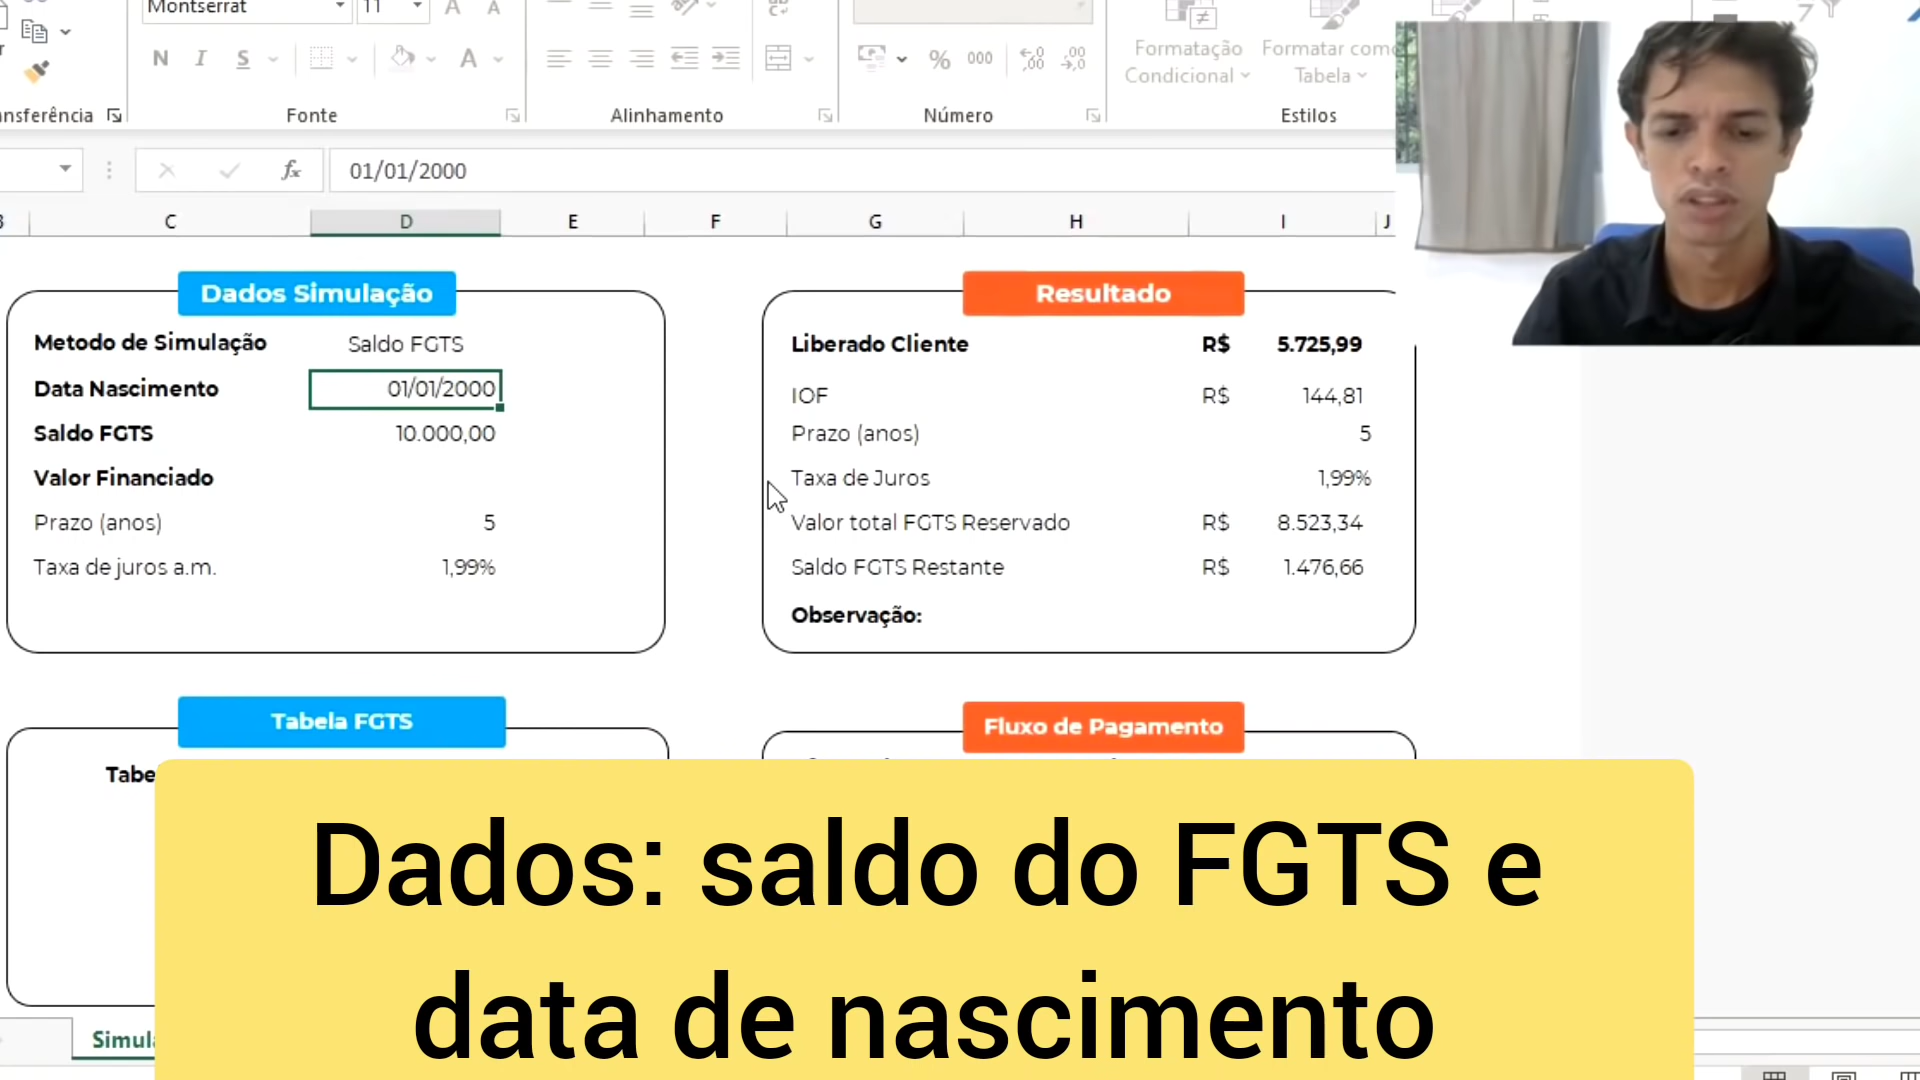 Montserrat 11
N I S A % 000
Formatação Condicional
Formatar como Tabela
nsferência Fonte Alinhamento Número Estilos
fx 01/01/2000
C D E F G H I J
Dados Simulação
Metodo de Simulação Saldo FGTS
Data Nascimento 01/01/2000
Saldo FGTS 10.000,00
Valor Financiado
Prazo (anos) 5
Taxa de juros a.m. 1,99%
Resultado
Liberado Cliente R$ 5.725,99
IOF R$ 144,81
Prazo (anos) 5
Taxa de Juros 1,99%
Valor total FGTS Reservado R$ 8.523,34
Saldo FGTS Restante R$ 1.476,66
Observação:
Tabela FGTS
Tabe
Fluxo de Pagamento
Dados: saldo do FGTS e
data de nascimento
Simul